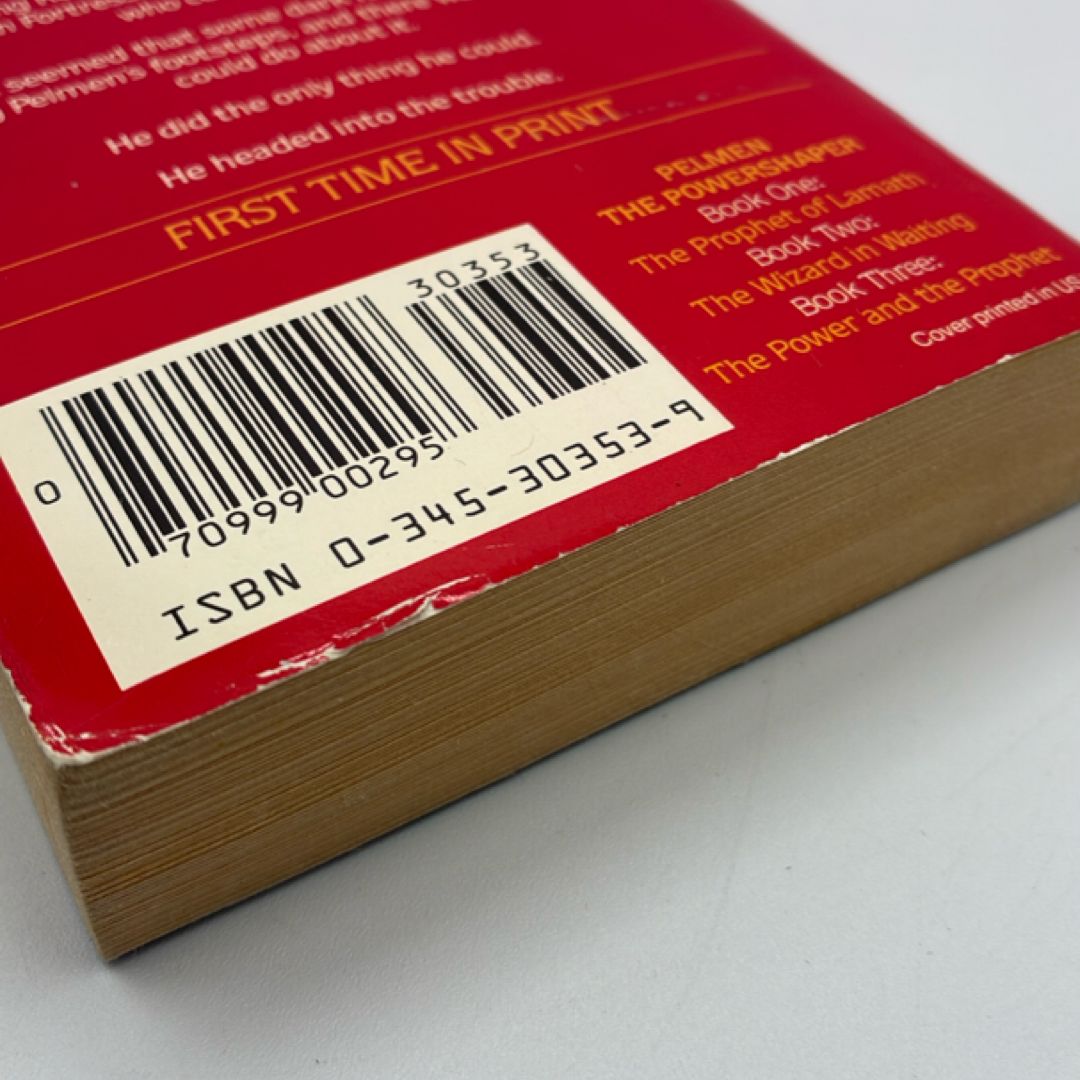 who
seemed that some dark
Pelmen's footsteps, and there
could do about it.
He did the only thing he could.
He headed into the trouble.
FIRST TIME IN PRINT
PELMEN
THE POWERSHAPER
Book One:
The Prophet of Lamath
Book Two:
The Wizard in Waiting
Book Three:
The Power and the Prophet
Cover printed in US
30353
0
70999 00295
ISBN 0-345-30353-9